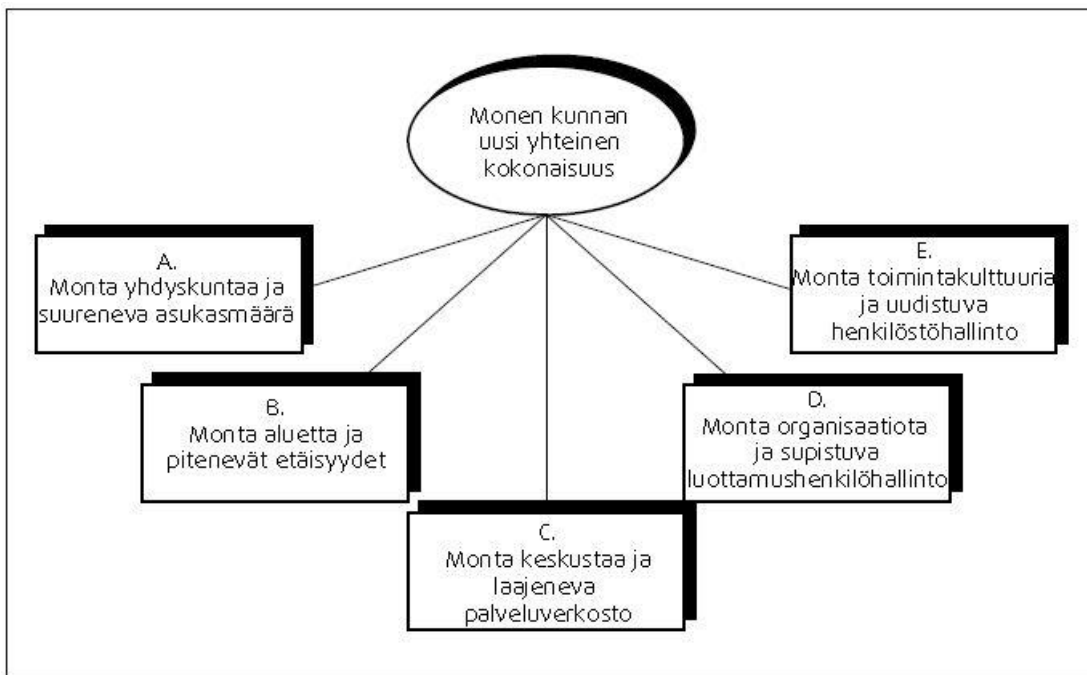 Monen kunnan
uusi yhteinen
kokonaisuus
A.
Monta yhdyskuntaa ja
suureneva asukasmäärä
B.
Monta aluetta ja
pitenevät etäisyydet
C.
Monta keskustaa ja
laajeneva
palveluverkosto
D.
Monta organisaatiota
ja supistuva
luottamushenkilöhallinto
E.
Monta toimintakulttuuria
ja uudistuva
henkilöstöhallinto